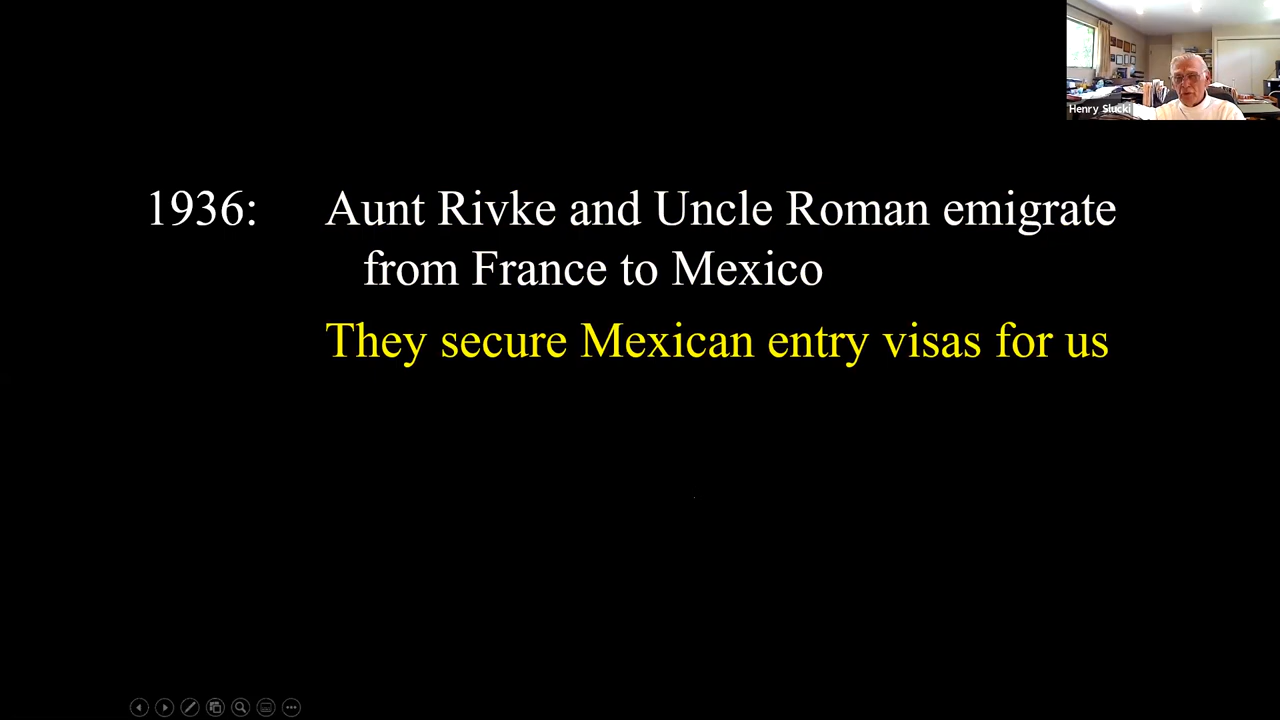 Henry Slucki
1936: Aunt Rivke and Uncle Roman emigrate
from France to Mexico
They secure Mexican entry visas for us